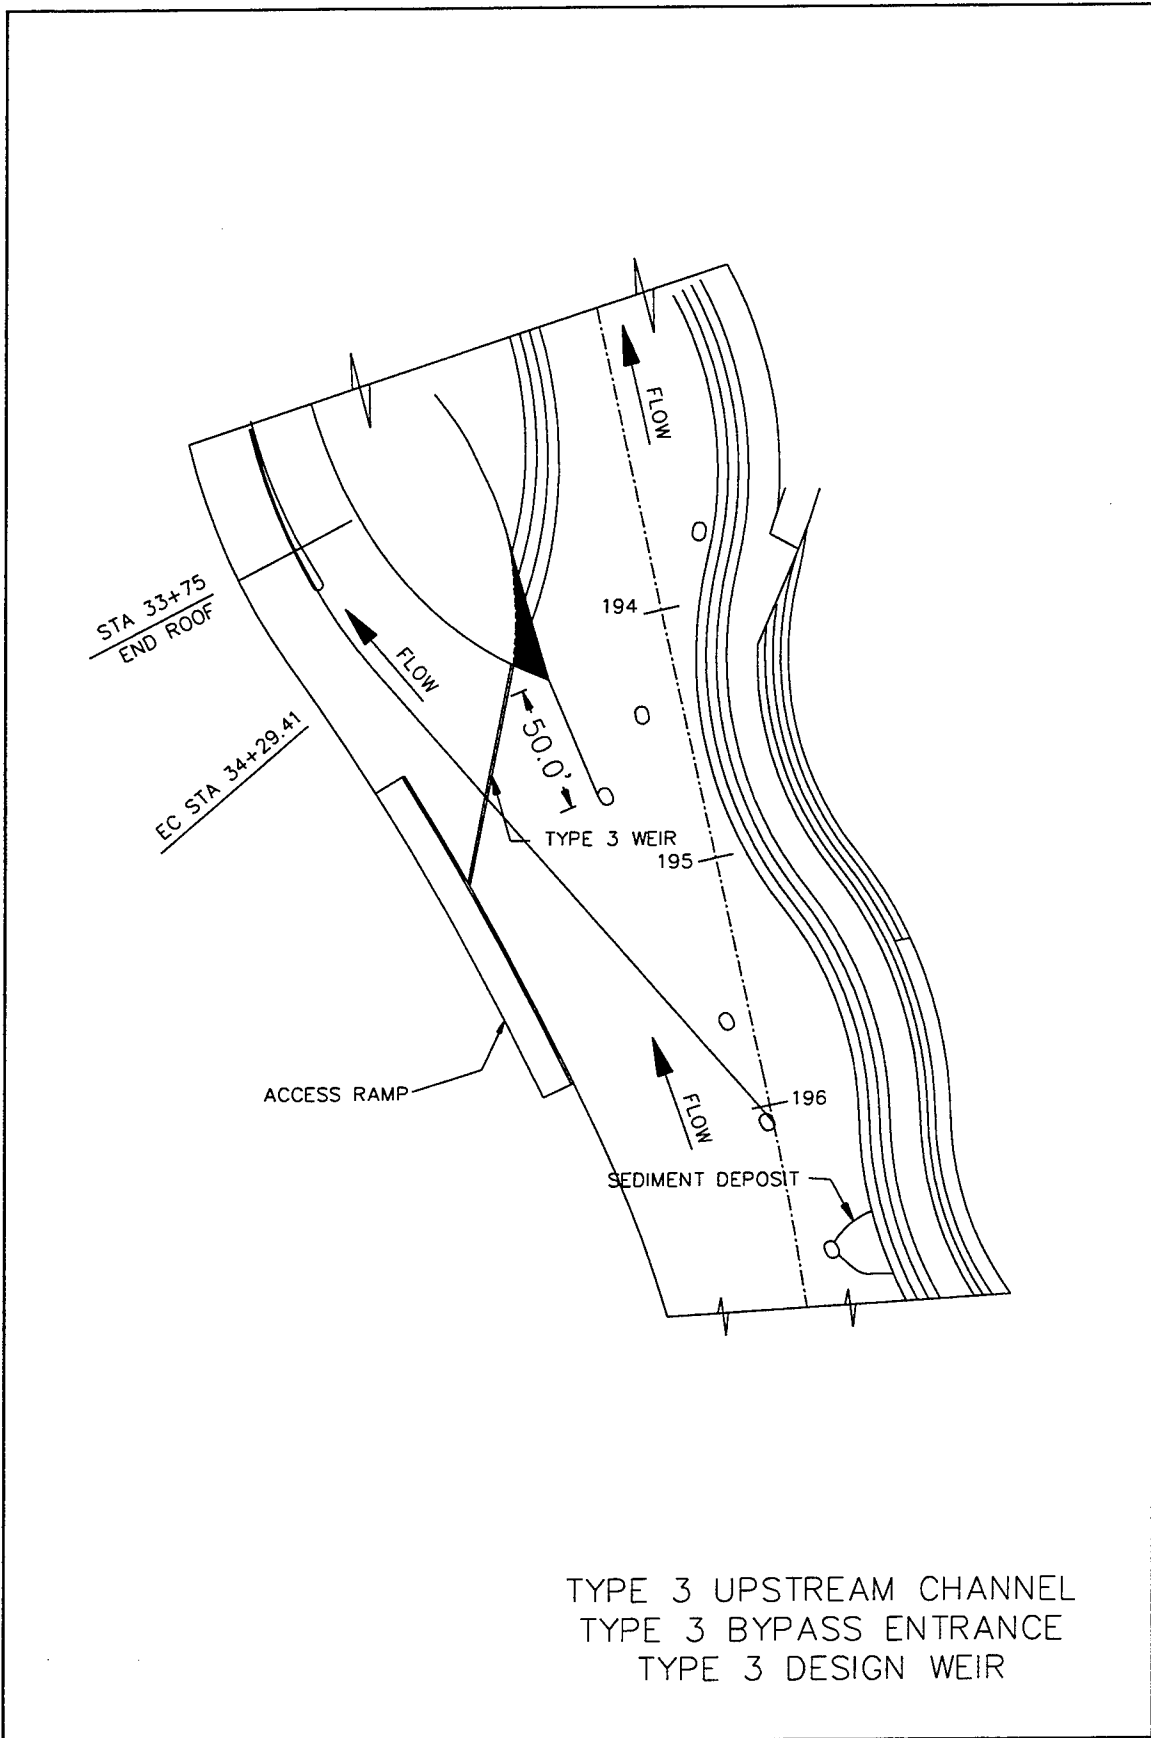 FLOW
STA 33+75
END ROOF
194
FLOW
EC STA 34+29.41
50.0'
TYPE 3 WEIR
195
ACCESS RAMP
196
FLOW
SEDIMENT DEPOSIT
TYPE 3 UPSTREAM CHANNEL
TYPE 3 BYPASS ENTRANCE
TYPE 3 DESIGN WEIR